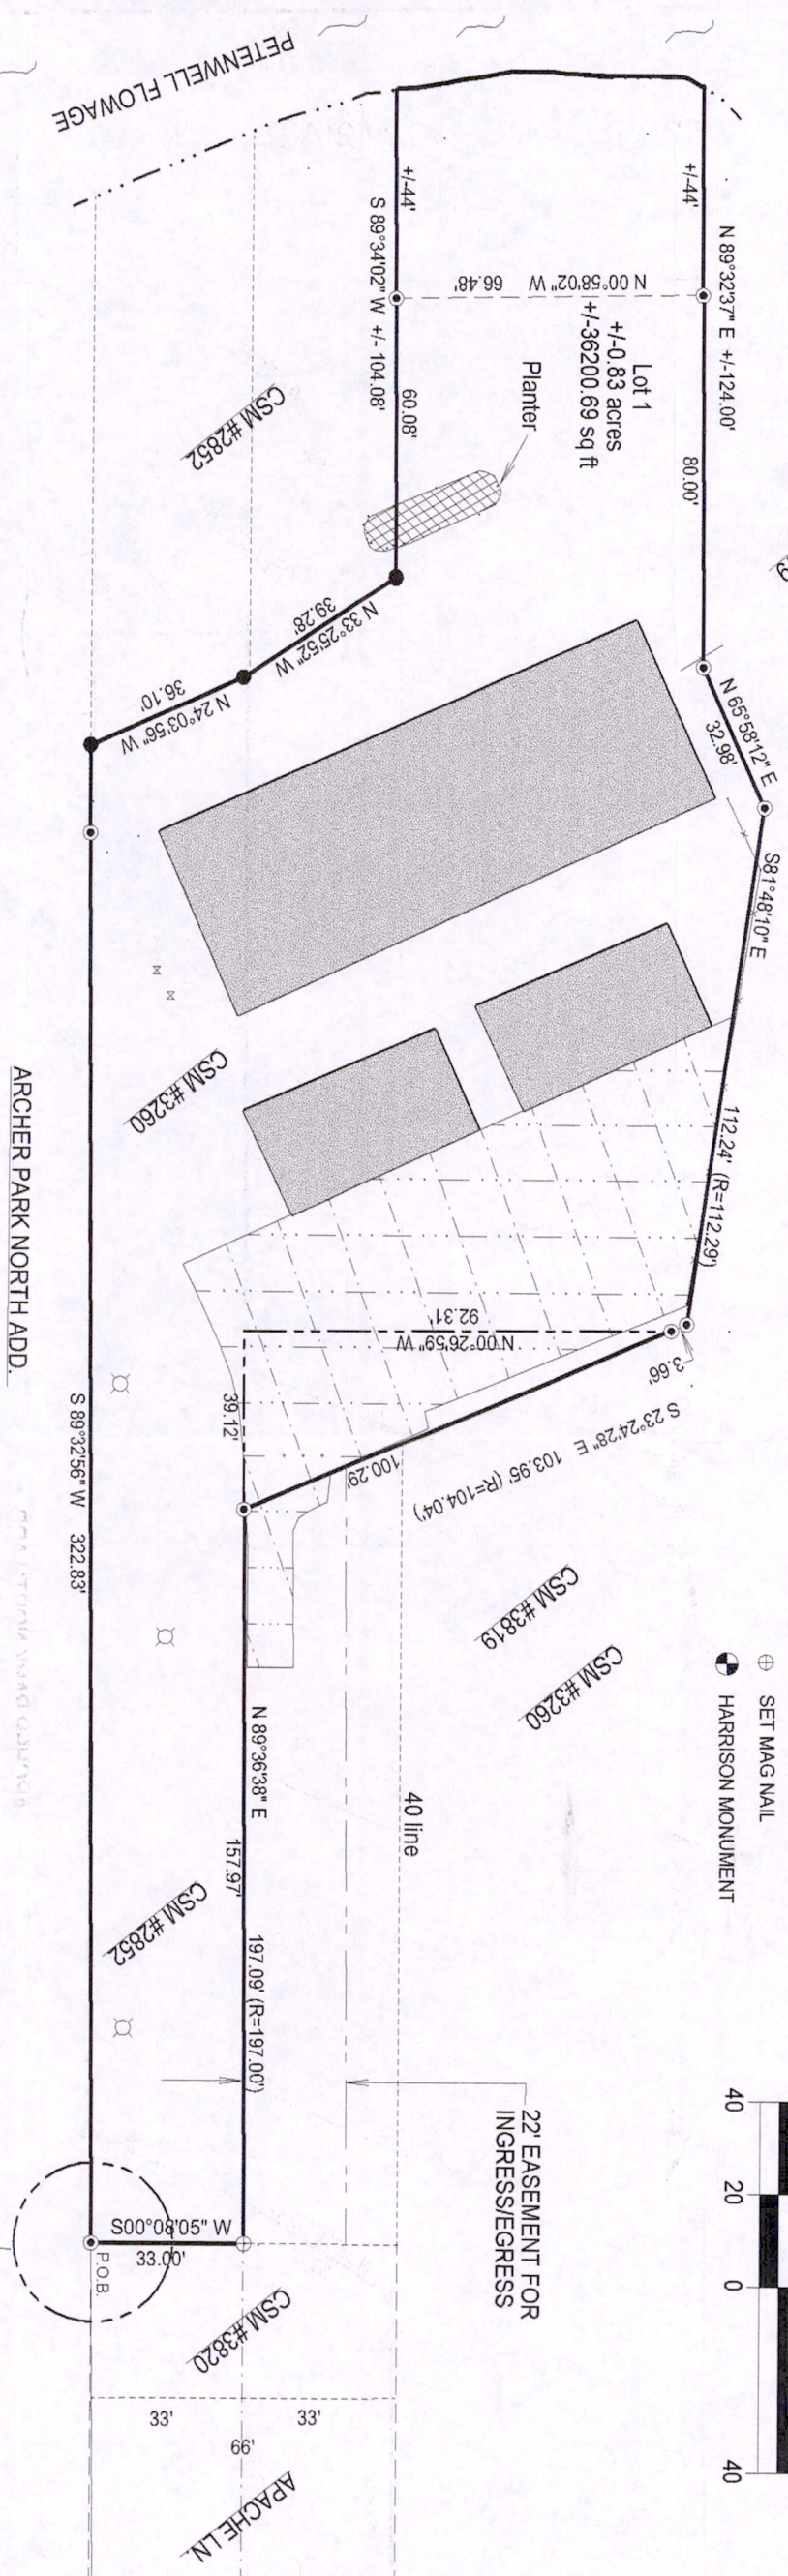 PETENWELL FLOWAGE
+/-44'
N 89°32'37" E +/-124.00'
80.00'
N 65°58'12" E
32.98'
S81°48'10" E
112.24' (R=112.29')
+/-44'
S 89°34'02" W +/- 104.08'
60.08'
N 00°58'02" W 66.48'
Lot 1
+/-0.83 acres
+/-36200.69 sq ft
Planter
CSM #2852
N 33°25'52" W
39.28'
N 24°03'56" W
36.10'
CSM #3260
ARCHER PARK NORTH ADD.
N 00°26'59" W
92.31'
39.12'
3.66'
S 23°24'28" E 103.95' (R=104.04')
100.29'
S 89°32'56" W 322.83'
CSM #3819
CSM #3260
SET MAG NAIL
HARRISON MONUMENT
40 line
N 89°36'38" E
157.97'
197.09' (R=197.00')
CSM #2852
22' EASEMENT FOR
INGRESS/EGRESS
40
20
0
40
S00°08'05" W
33.00'
P.O.B.
CSM #3820
33'
33'
66'
APACHE LN.